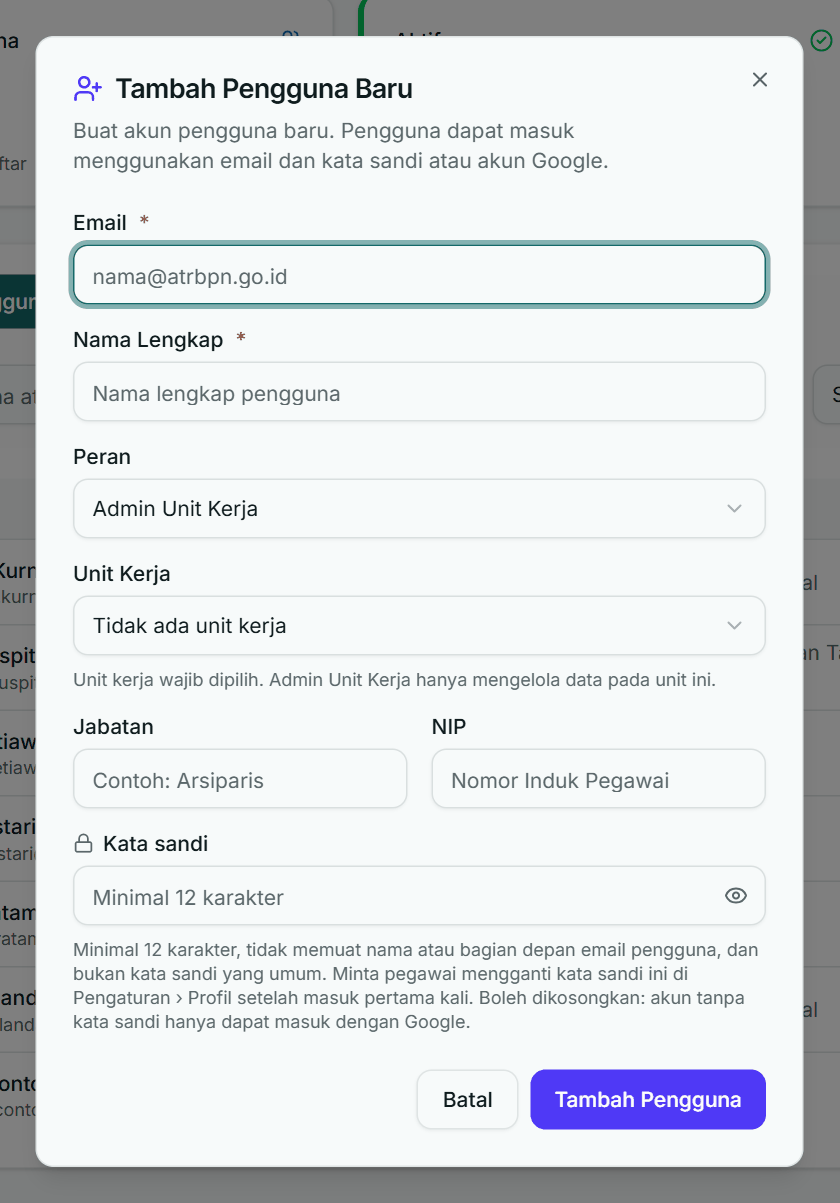 Tambah Pengguna Baru
Buat akun pengguna baru. Pengguna dapat masuk
menggunakan email dan kata sandi atau akun Google.
Email *
nama@atrbpn.go.id
Nama Lengkap *
Nama lengkap pengguna
Peran
Admin Unit Kerja
Unit Kerja
Tidak ada unit kerja
Unit kerja wajib dipilih. Admin Unit Kerja hanya mengelola data pada unit ini.
Jabatan NIP
Contoh: Arsiparis Nomor Induk Pegawai
Kata sandi
Minimal 12 karakter
Minimal 12 karakter, tidak memuat nama atau bagian depan email pengguna, dan
bukan kata sandi yang umum. Minta pegawai mengganti kata sandi ini di
Pengaturan › Profil setelah masuk pertama kali. Boleh dikosongkan: akun tanpa
kata sandi hanya dapat masuk dengan Google.
Batal Tambah Pengguna